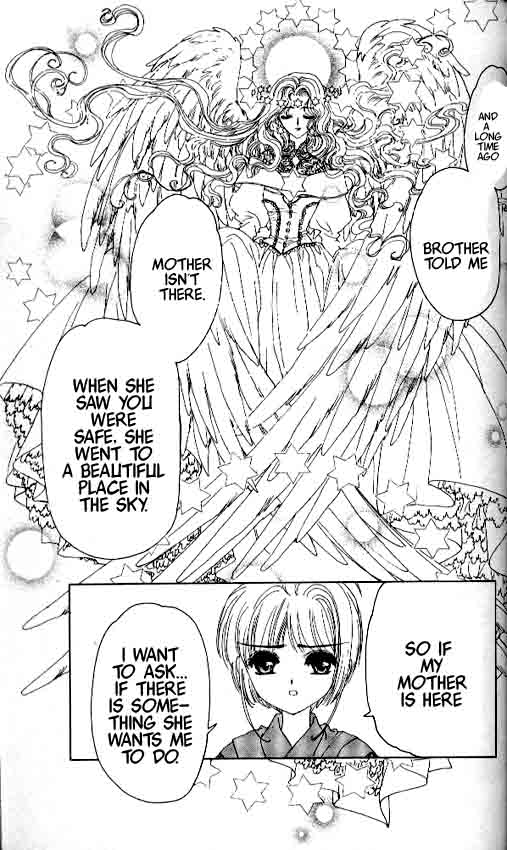 AND
A
LONG
TIME
AGO
BROTHER
TOLD ME
MOTHER
ISN'T
THERE.
WHEN SHE
SAW YOU
WERE
SAFE. SHE
WENT TO
A BEAUTIFUL
PLACE IN
THE SKY.
SO IF
MY
MOTHER
IS HERE
I WANT
TO ASK...
IF THERE
IS SOME-
THING SHE
WANTS ME
TO DO.